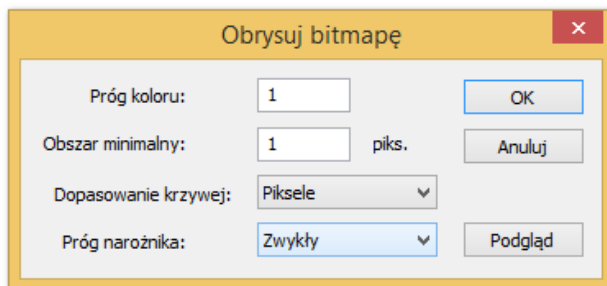 Obrysuj bitmapę
Próg koloru: 1 OK
Obszar minimalny: 1 piks. Anuluj
Dopasowanie krzywej: Piksele
Próg narożnika: Zwykły Podgląd